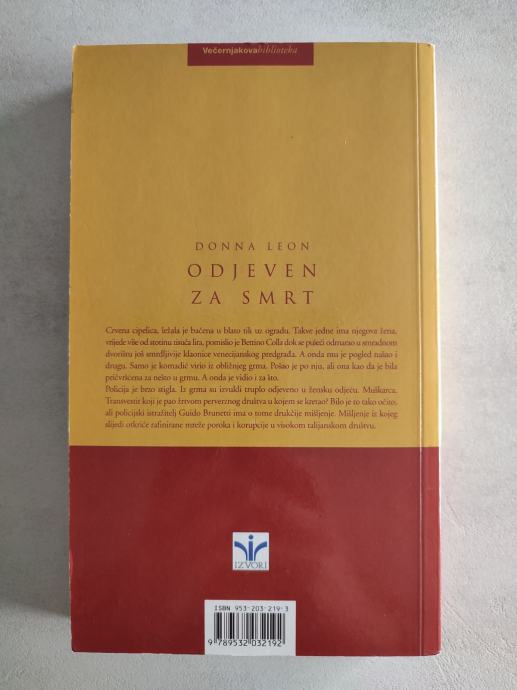 Večernjakovabiblioteka
DONNA LEON
ODJEVEN
ZA SMRT
Crvena cipelica, ležala je bačena u blato tik uz ogradu. Takve jedne ima njegova žena,
vrijede više od stotinu tisuća lira, pomislio je Bettino Colla dok se pušeći odmarao u smradnom
dvorištu još smrdljivije klaonice venecijanskog predgrađa. A onda mu je pogled našao i
drugu. Samo je komadić virio iz obližnjeg grma. Pošao je po nju, ali ona kao da je bila
pričvršćena za nešto u grmu. A onda je vidio i za što.
Policija je brzo stigla. Iz grma su izvukli truplo odjeveno u žensku odjeću. Muškarca.
Transvestit koji je pao žrtvom perverznog društva u kojem se kretao? Bilo je to tako očito,
ali policijski istražitelj Guido Brunetti ima o tome drukčije mišljenje. Mišljenje iz kojeg
slijedi otkriće rafinirane mreže poroka i korupcije u visokom talijanskom društvu.
IZVORI
ISBN 953-203-219-3
9 789532 032192